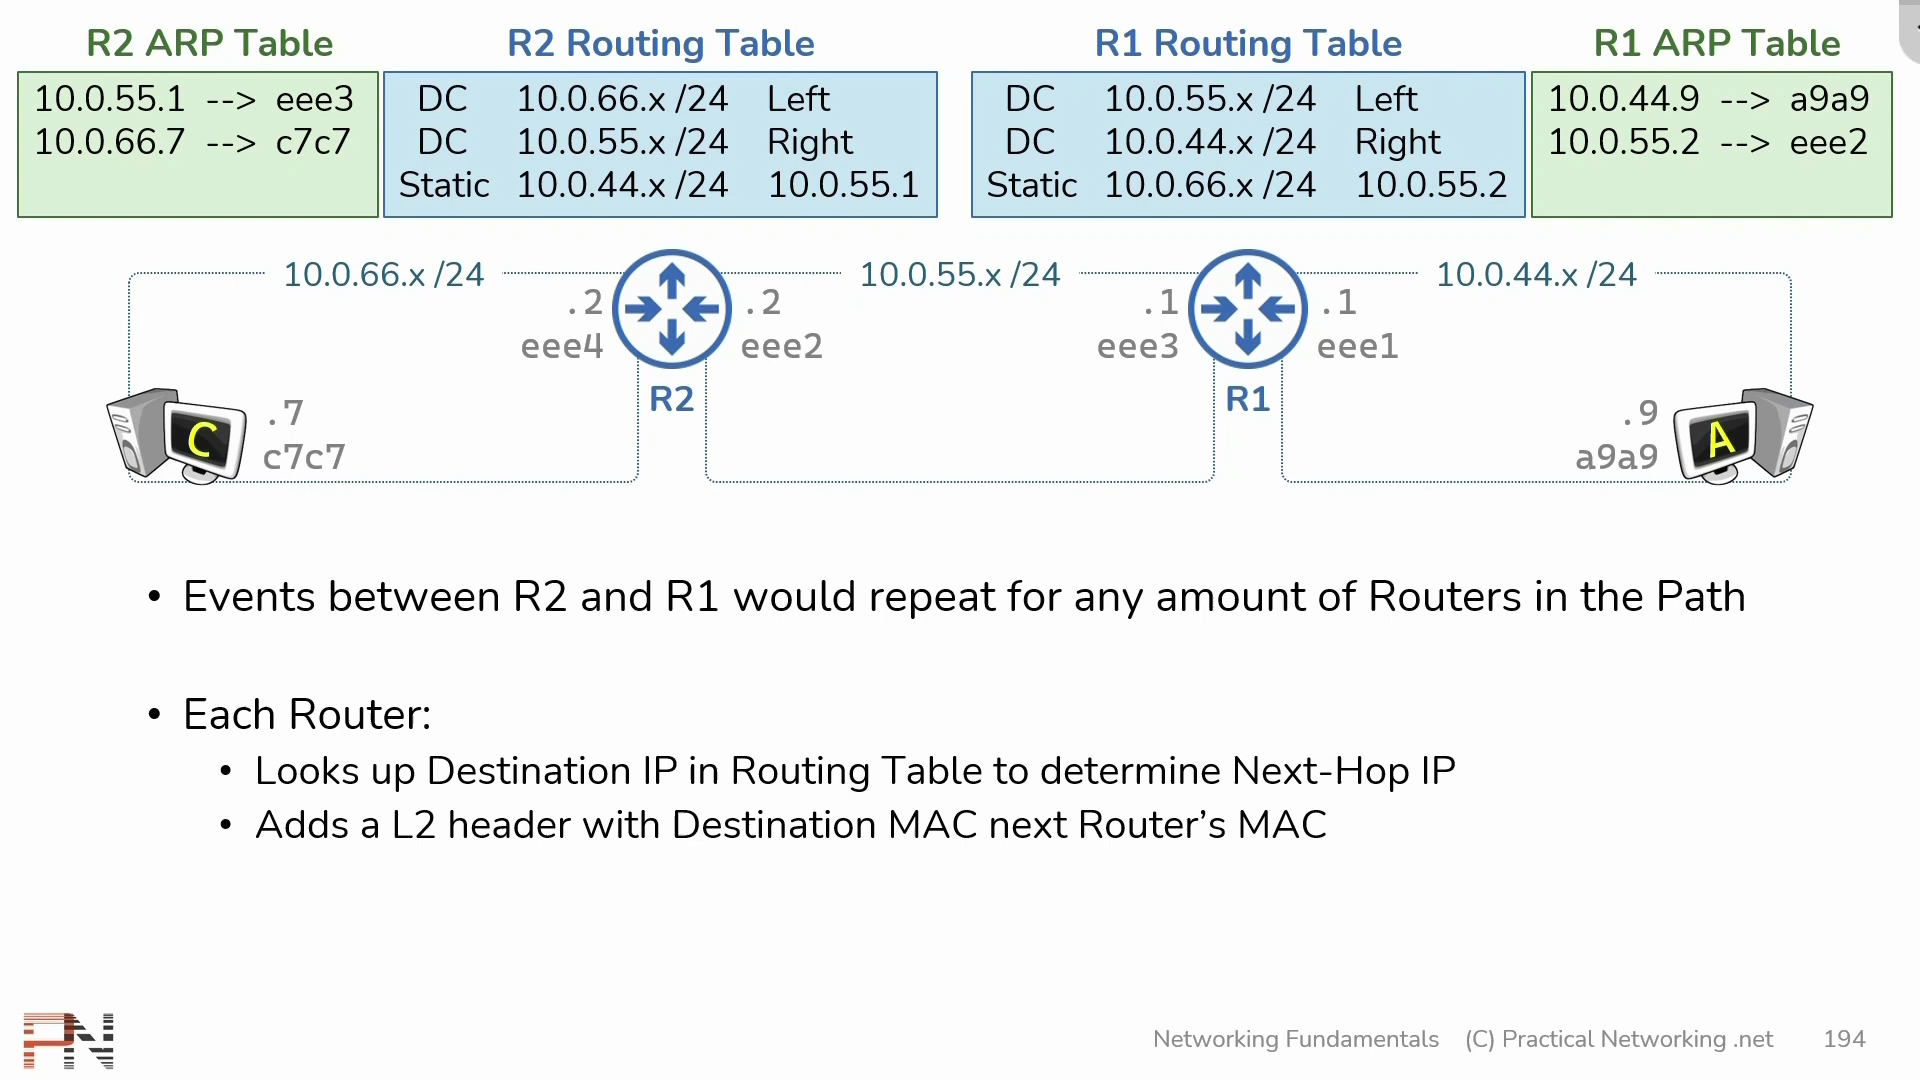 R2 ARP Table
10.0.55.1 --> eee3
10.0.66.7 --> c7c7
R2 Routing Table
DC 10.0.66.x /24 Left
DC 10.0.55.x /24 Right
Static 10.0.44.x /24 10.0.55.1
R1 Routing Table
DC 10.0.55.x /24 Left
DC 10.0.44.x /24 Right
Static 10.0.66.x /24 10.0.55.2
R1 ARP Table
10.0.44.9 --> a9a9
10.0.55.2 --> eee2
10.0.66.x /24
10.0.55.x /24
10.0.44.x /24
.2
eee4
.2
eee2
R2
.1
eee3
.1
eee1
R1
C
.7
c7c7
.9
a9a9
A
• Events between R2 and R1 would repeat for any amount of Routers in the Path
• Each Router:
• Looks up Destination IP in Routing Table to determine Next-Hop IP
• Adds a L2 header with Destination MAC next Router’s MAC
PN
Networking Fundamentals (C) Practical Networking .net 194